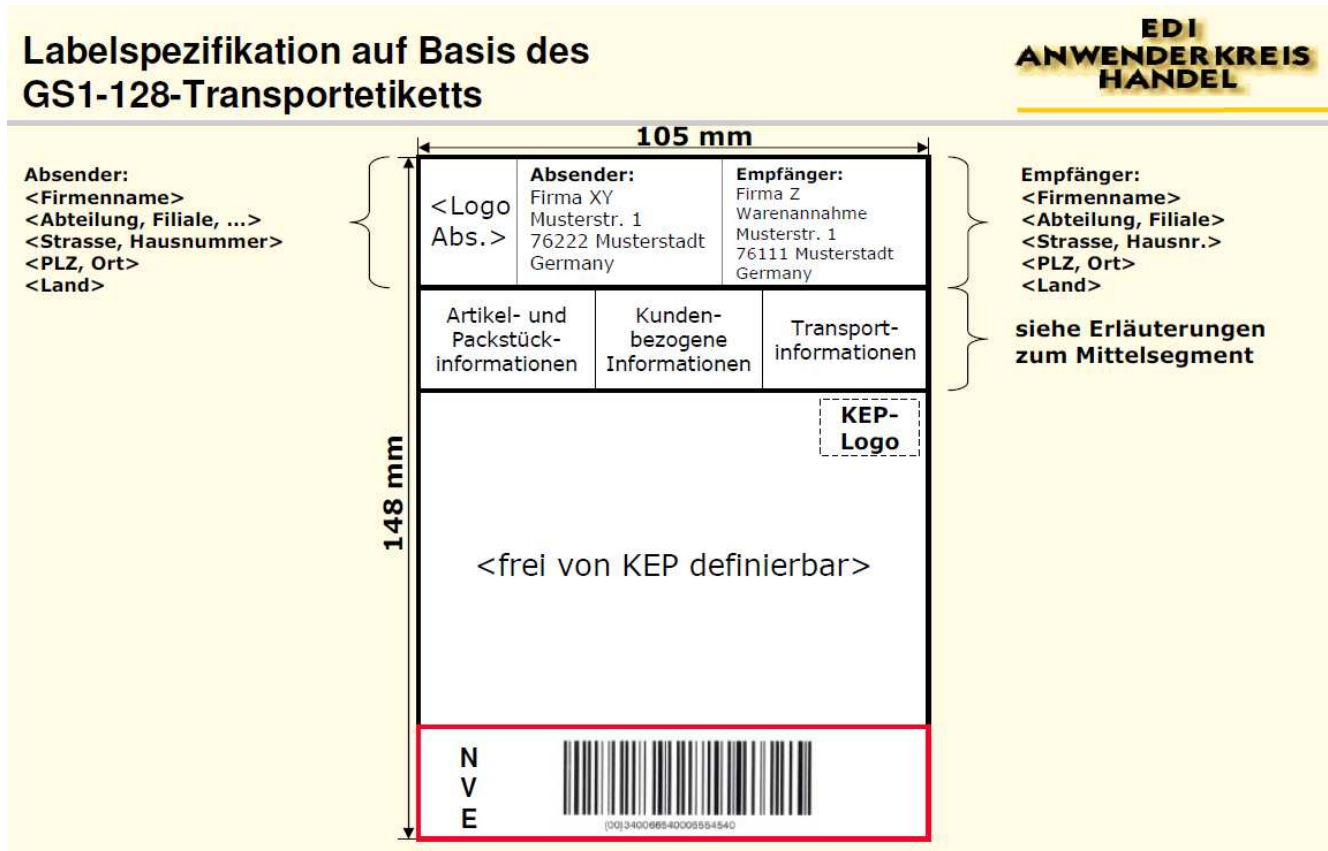 Labelspezifikation auf Basis des
GS1-128-Transportetiketts
EDI
ANWENDERKREIS
HANDEL
105 mm
Absender:
<Firmenname>
<Abteilung, Filiale, ...>
<Strasse, Hausnummer>
<PLZ, Ort>
<Land>
<Logo
Abs.>
Absender:
Firma XY
Musterstr. 1
76222 Musterstadt
Germany
Empfänger:
Firma Z
Warenannahme
Musterstr. 1
76111 Musterstadt
Germany
Empfänger:
<Firmenname>
<Abteilung, Filiale>
<Strasse, Hausnr.>
<PLZ, Ort>
<Land>
Artikel- und
Packstück-
informationen
Kunden-
bezogene
Informationen
Transport-
informationen
siehe Erläuterungen
zum Mittelsegment
148 mm
KEP-
Logo
<frei von KEP definierbar>
N
V
E